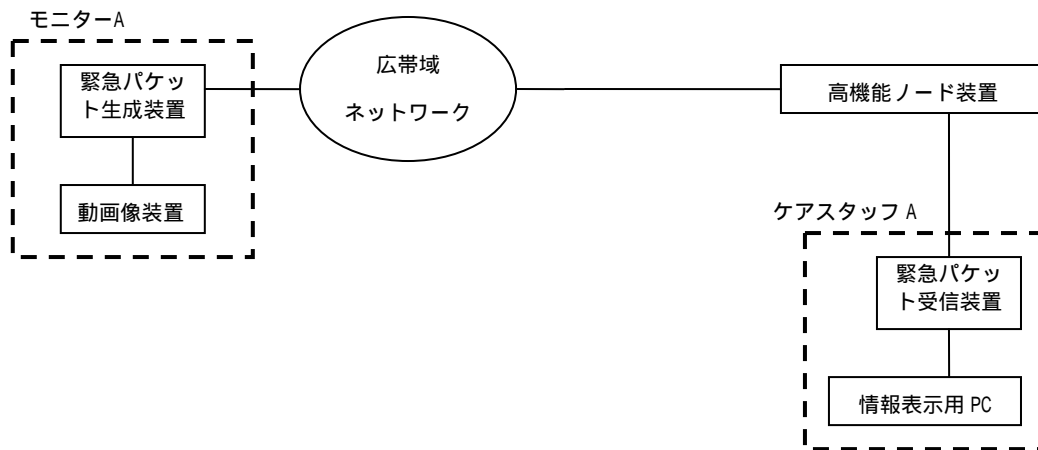 モニターA
緊急パケッ
ト生成装置
動画像装置
広帯域
ネットワーク
高機能ノード装置
ケアスタッフ A
緊急パケッ
ト受信装置
情報表示用 PC